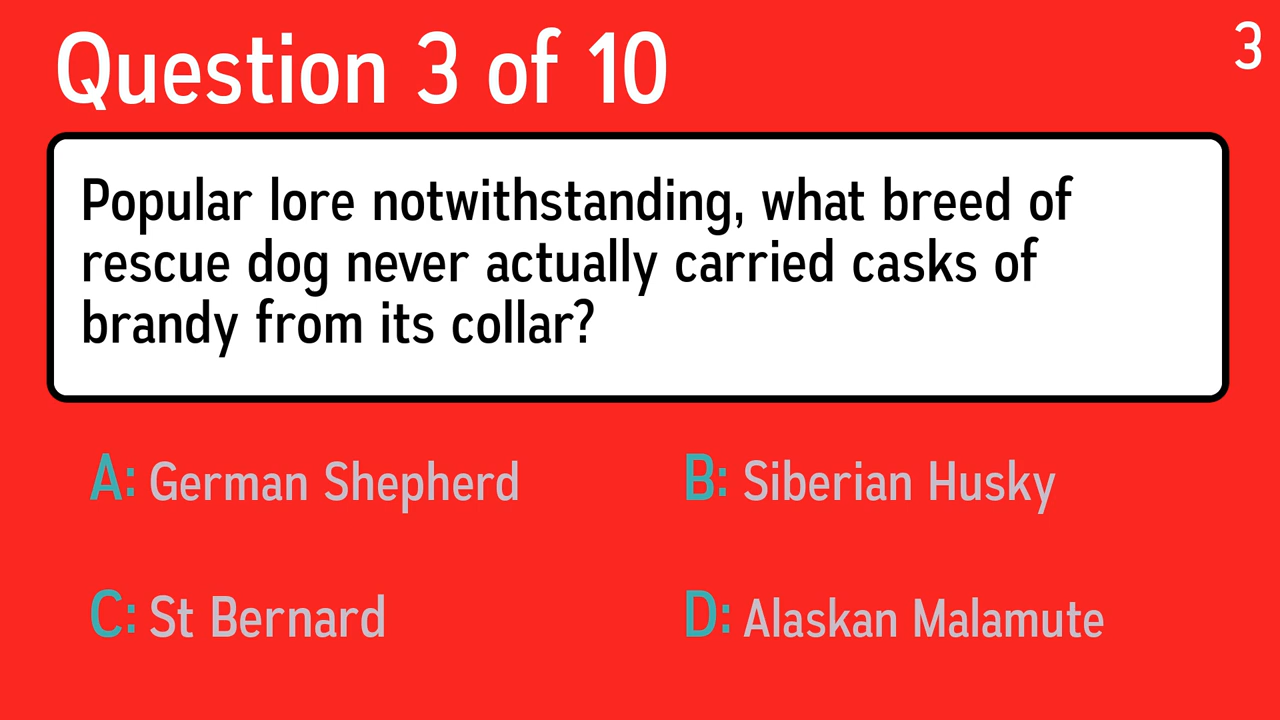 Question 3 of 10
3
Popular lore notwithstanding, what breed of
rescue dog never actually carried casks of
brandy from its collar?
A: German Shepherd
B: Siberian Husky
C: St Bernard
D: Alaskan Malamute